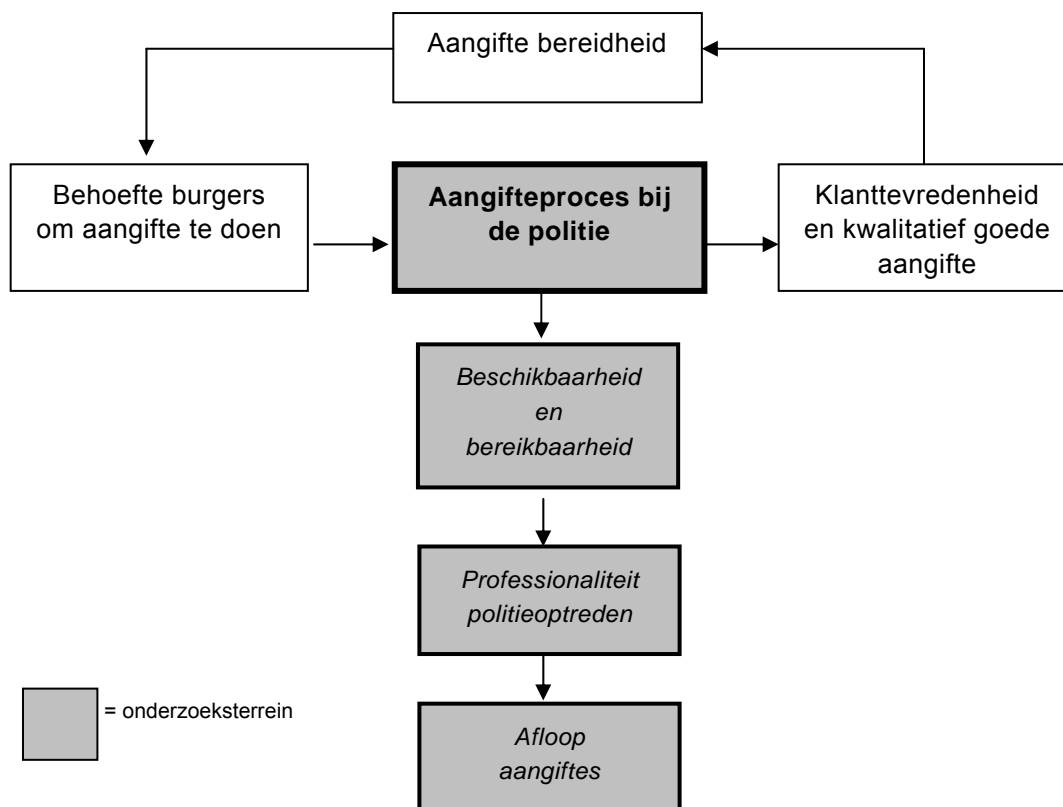 Aangifte bereidheid
Behoefte burgers
om aangifte te doen
Aangifteproces bij
de politie
Klanttevredenheid
en kwalitatief goede
aangifte
Beschikbaarheid
en
bereikbaarheid
Professionaliteit
politieoptreden
= onderzoeksterrein
Afloop
aangiftes